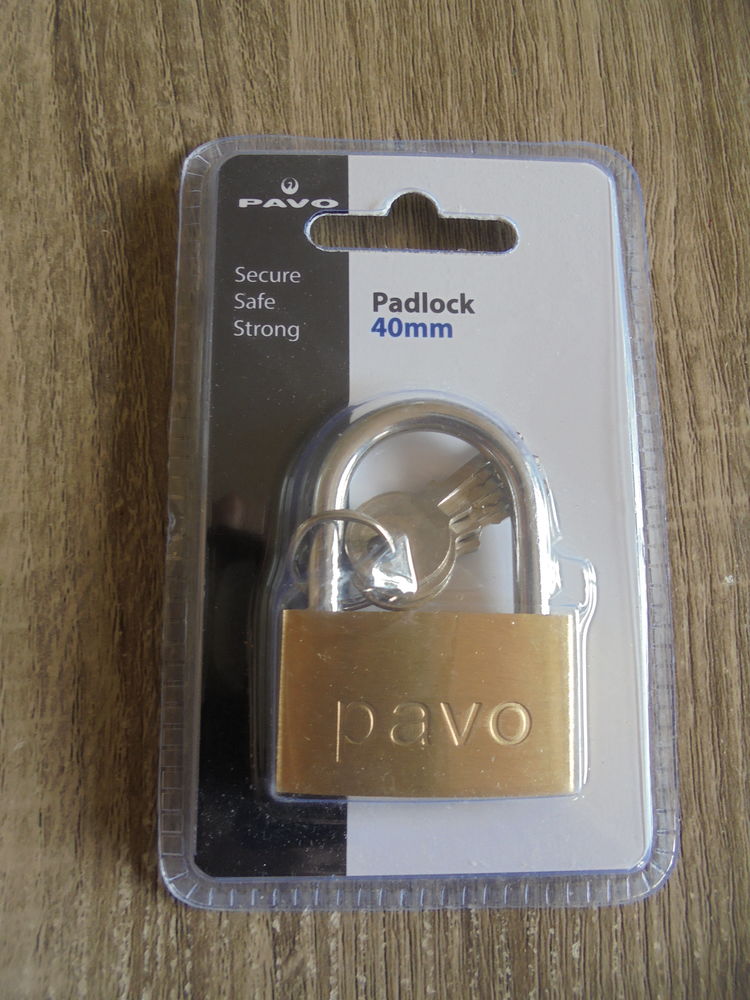 PAVO
Secure
Safe
Strong
Padlock
40mm
pavo